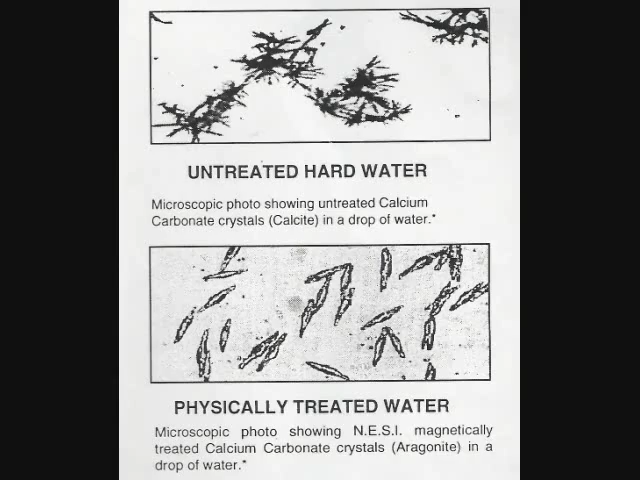 UNTREATED HARD WATER
Microscopic photo showing untreated Calcium
Carbonate crystals (Calcite) in a drop of water.*
PHYSICALLY TREATED WATER
Microscopic photo showing N.E.S.I. magnetically
treated Calcium Carbonate crystals (Aragonite) in a
drop of water.*